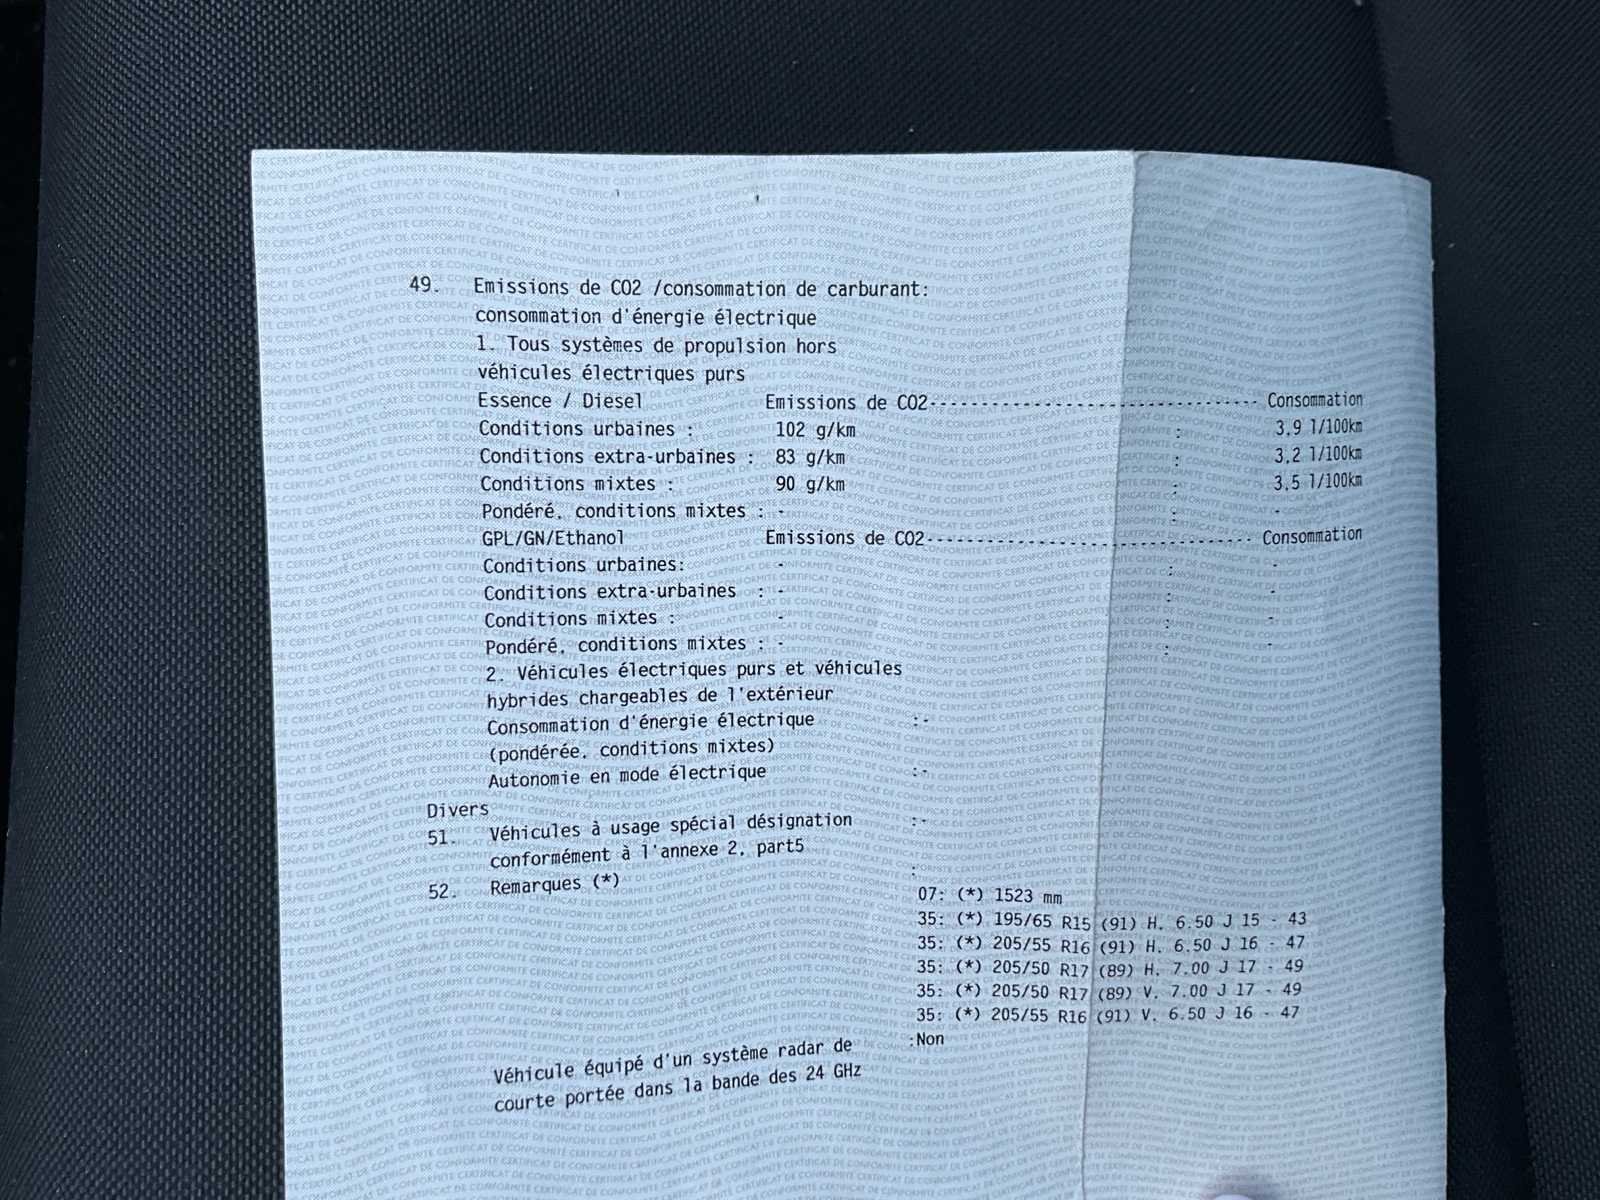 49. Emissions de CO2 /consommation de carburant:
consommation d'énergie électrique
1. Tous systèmes de propulsion hors
véhicules électriques purs
Essence / Diesel Emissions de CO2-------------------------------- Consommation
Conditions urbaines : 102 g/km : 3,9 l/100km
Conditions extra-urbaines : 83 g/km : 3,2 l/100km
Conditions mixtes : 90 g/km : 3,5 l/100km
Pondéré, conditions mixtes : - : -
GPL/GN/Ethanol Emissions de CO2-------------------------------- Consommation
Conditions urbaines: - : -
Conditions extra-urbaines : - : -
Conditions mixtes : - : -
Pondéré, conditions mixtes : - : -
2. Véhicules électriques purs et véhicules
hybrides chargeables de l'extérieur
Consommation d'énergie électrique :-
(pondérée, conditions mixtes)
Autonomie en mode électrique :-
Divers
51. Véhicules à usage spécial désignation :-
conformément à l'annexe 2, part5
52. Remarques (*) :
07: (*) 1523 mm
35: (*) 195/65 R15 (91) H, 6.50 J 15 - 43
35: (*) 205/55 R16 (91) H, 6.50 J 16 - 47
35: (*) 205/50 R17 (89) H, 7.00 J 17 - 49
35: (*) 205/50 R17 (89) V, 7.00 J 17 - 49
35: (*) 205/55 R16 (91) V, 6.50 J 16 - 47
Véhicule équipé d'un système radar de :Non
courte portée dans la bande des 24 GHz
CERTIFICAT DE CONFORMITE